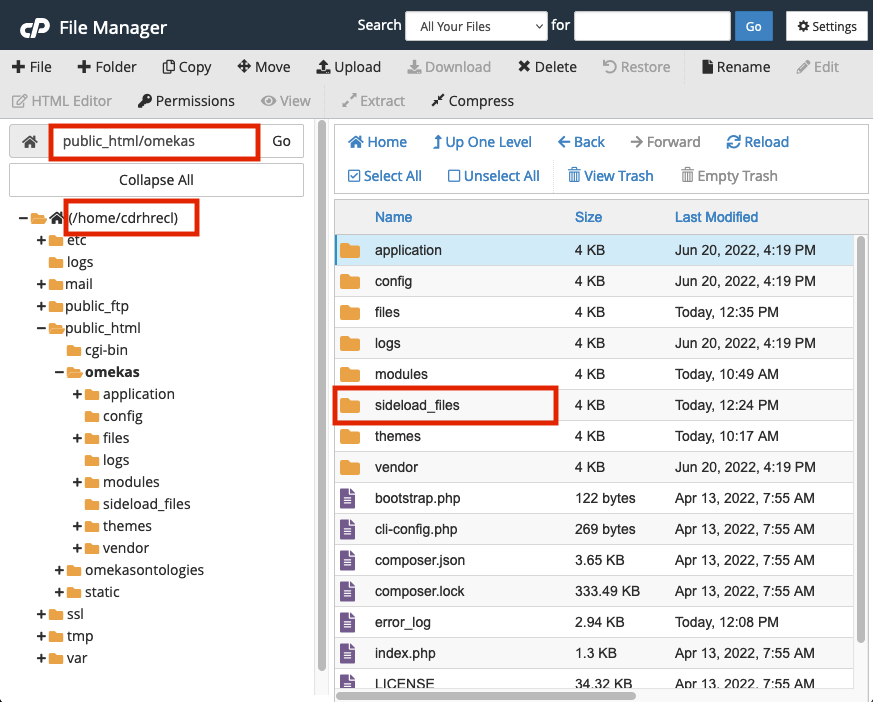 cP File Manager
Search All Your Files for Go Settings
File Folder Copy Move Upload Download Delete Restore Rename Edit
HTML Editor Permissions View Extract Compress
public_html/omekas Go
Collapse All
(/home/cdrhrecl)
etc
logs
mail
public_ftp
public_html
cgi-bin
omekas
application
config
files
logs
modules
sideload_files
themes
vendor
omekasontologies
static
ssl
tmp
var
Home Up One Level Back Forward Reload
Select All Unselect All View Trash Empty Trash
Name Size Last Modified
application 4 KB Jun 20, 2022, 4:19 PM
config 4 KB Jun 20, 2022, 4:19 PM
files 4 KB Today, 12:35 PM
logs 4 KB Jun 20, 2022, 4:19 PM
modules 4 KB Today, 10:49 AM
sideload_files 4 KB Today, 12:24 PM
themes 4 KB Today, 10:17 AM
vendor 4 KB Jun 20, 2022, 4:19 PM
bootstrap.php 122 bytes Apr 13, 2022, 7:55 AM
cli-config.php 269 bytes Apr 13, 2022, 7:55 AM
composer.json 3.65 KB Apr 13, 2022, 7:55 AM
composer.lock 333.49 KB Apr 13, 2022, 7:55 AM
error_log 2.94 KB Today, 12:08 PM
index.php 1.3 KB Apr 13, 2022, 7:55 AM
LICENSE 34.32 KB Apr 13, 2022, 7:55 AM